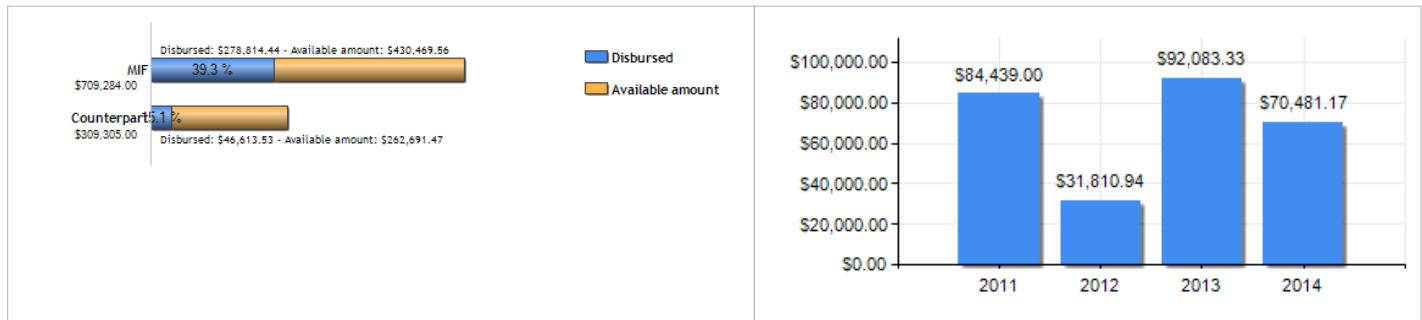 Disbursed: $278,814.44 - Available amount: $430,469.56
MIF
39.3 %
$709,284.00
Counterpart
15.1 %
$309,305.00
Disbursed: $46,613.53 - Available amount: $262,691.47
Disbursed
Available amount
$100,000.00
$80,000.00
$60,000.00
$40,000.00
$20,000.00
$0.00
$84,439.00
$31,810.94
$92,083.33
$70,481.17
2011 2012 2013 2014